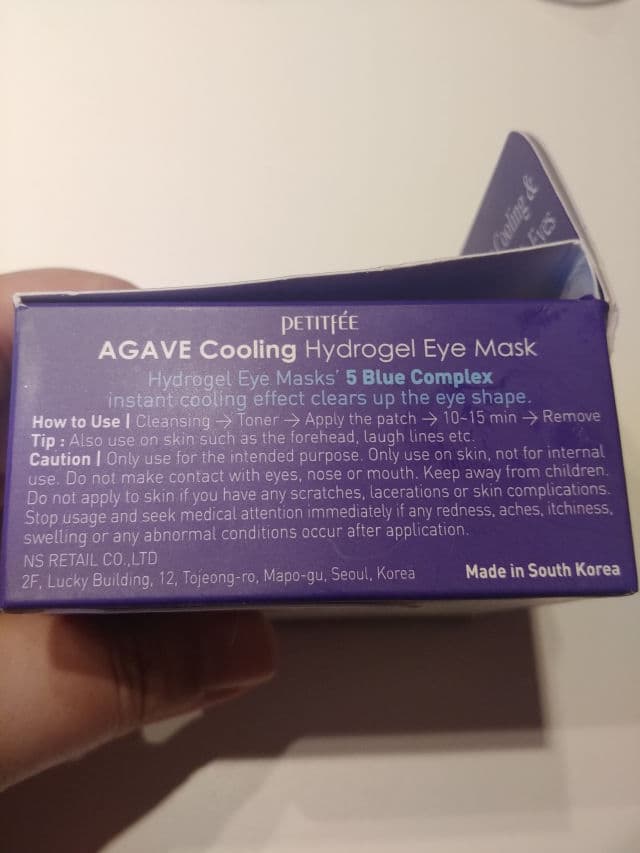 Cooling &
Eyes
PETITFÉE
AGAVE Cooling Hydrogel Eye Mask
Hydrogel Eye Masks' 5 Blue Complex
instant cooling effect clears up the eye shape.
How to Use | Cleansing → Toner → Apply the patch → 10~15 min → Remove
Tip : Also use on skin such as the forehead, laugh lines etc.
Caution | Only use for the intended purpose. Only use on skin, not for internal
use. Do not make contact with eyes, nose or mouth. Keep away from children.
Do not apply to skin if you have any scratches, lacerations or skin complications.
Stop usage and seek medical attention immediately if any redness, aches, itchiness,
swelling or any abnormal conditions occur after application.
NS RETAIL CO.,LTD
2F, Lucky Building, 12, Tojeong-ro, Mapo-gu, Seoul, Korea
Made in South Korea